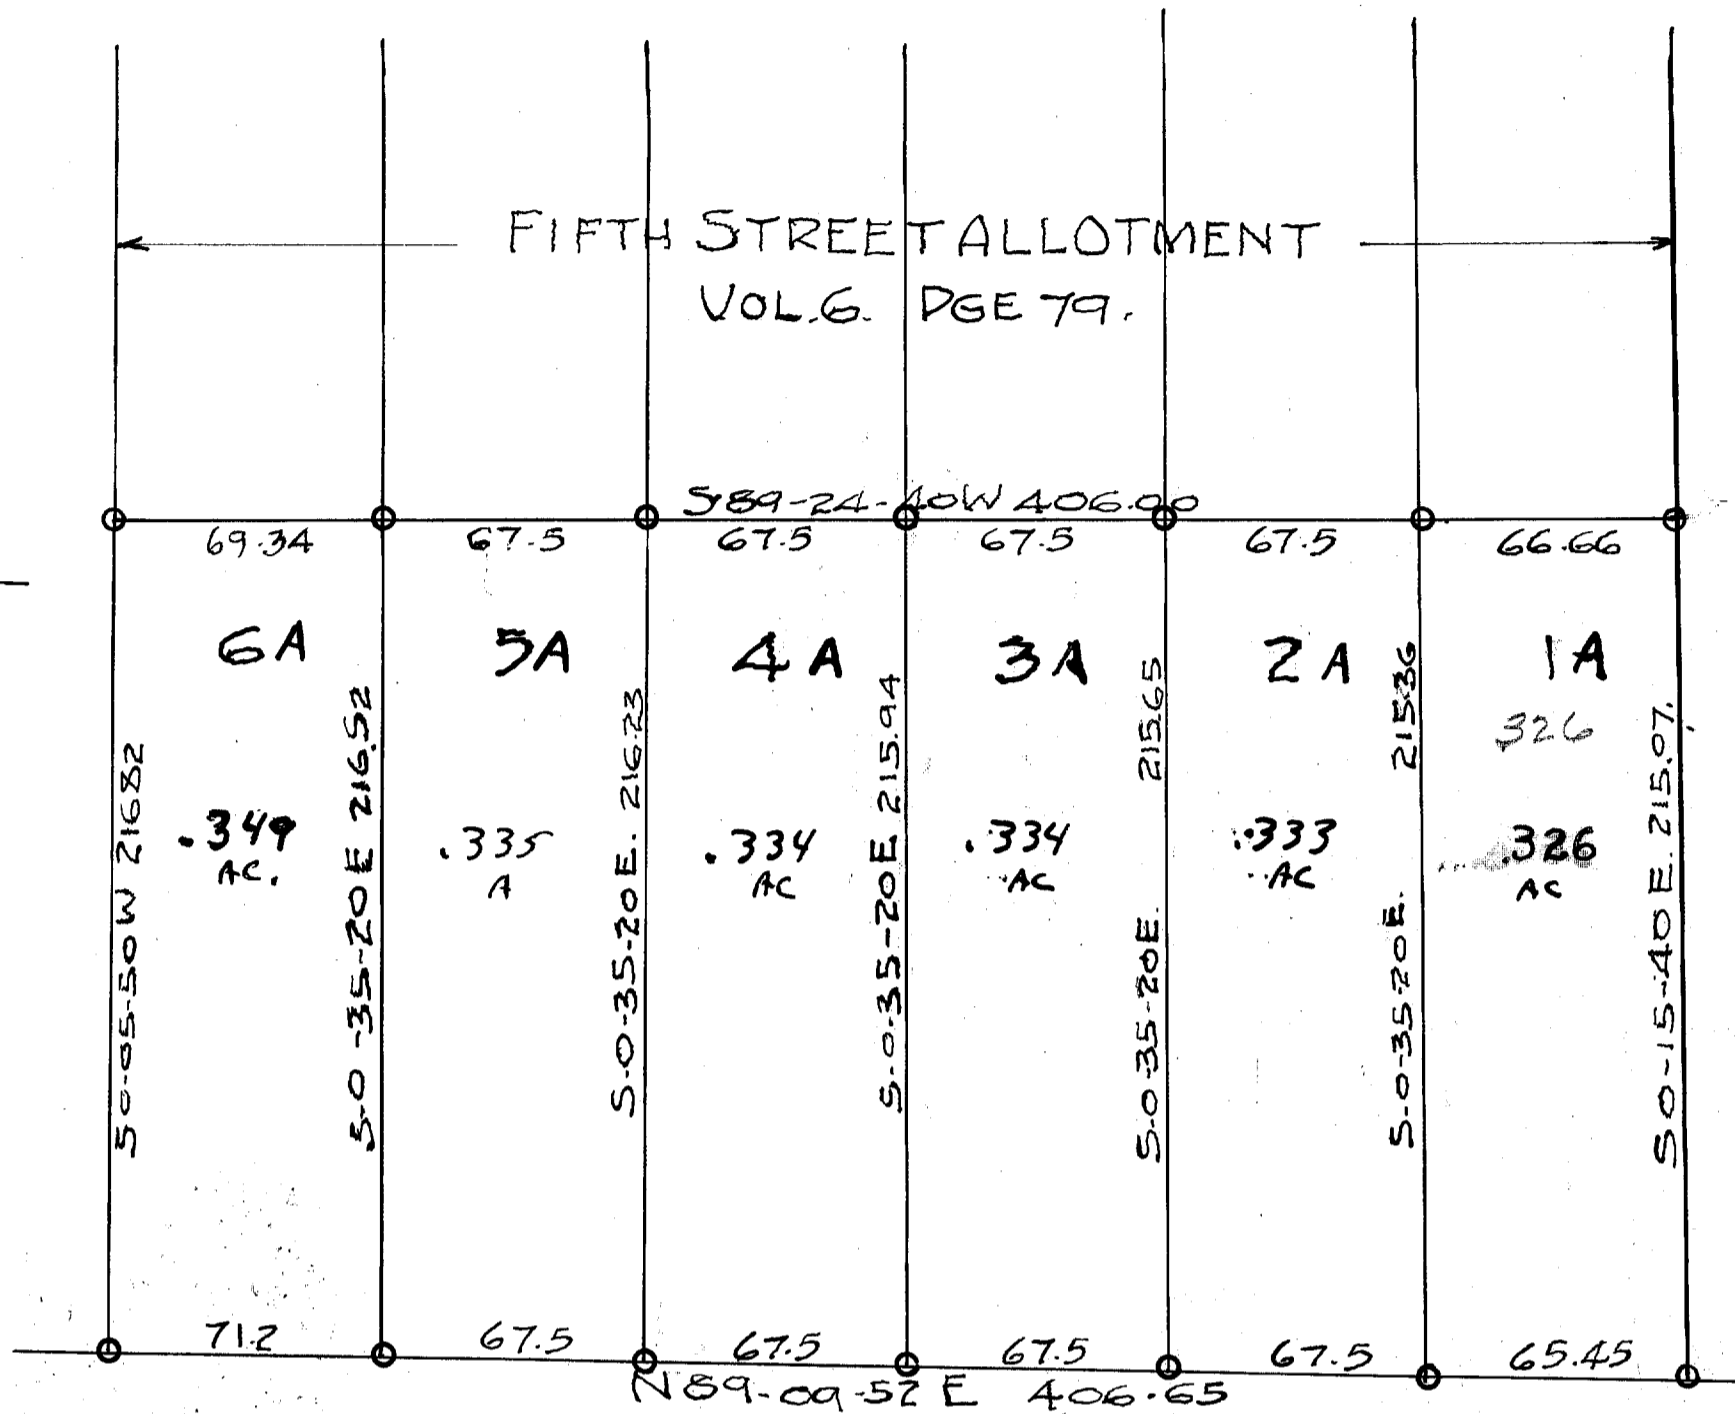 FIFTH STREET ALLOTMENT
VOL.6. PGE 79.
S89-24-40W 406.00
69.34
67.5
67.5
67.5
67.5
66.66
6A
5A
4A
3A
2A
1A
326
.349
AC.
.335
A
.334
AC
.334
AC
.333
AC
.326
AC
S0-05-50W 216.82
S-0-35-20E 216.52
S-0-35-20E. 216.23
S-0-35-20E 215.94
S-0-35-20E. 215.65
S-0-35-20E. 215.36
S0-15-40E. 215.07.
71.2
67.5
67.5
67.5
67.5
65.45
N89-09-52E 406.65